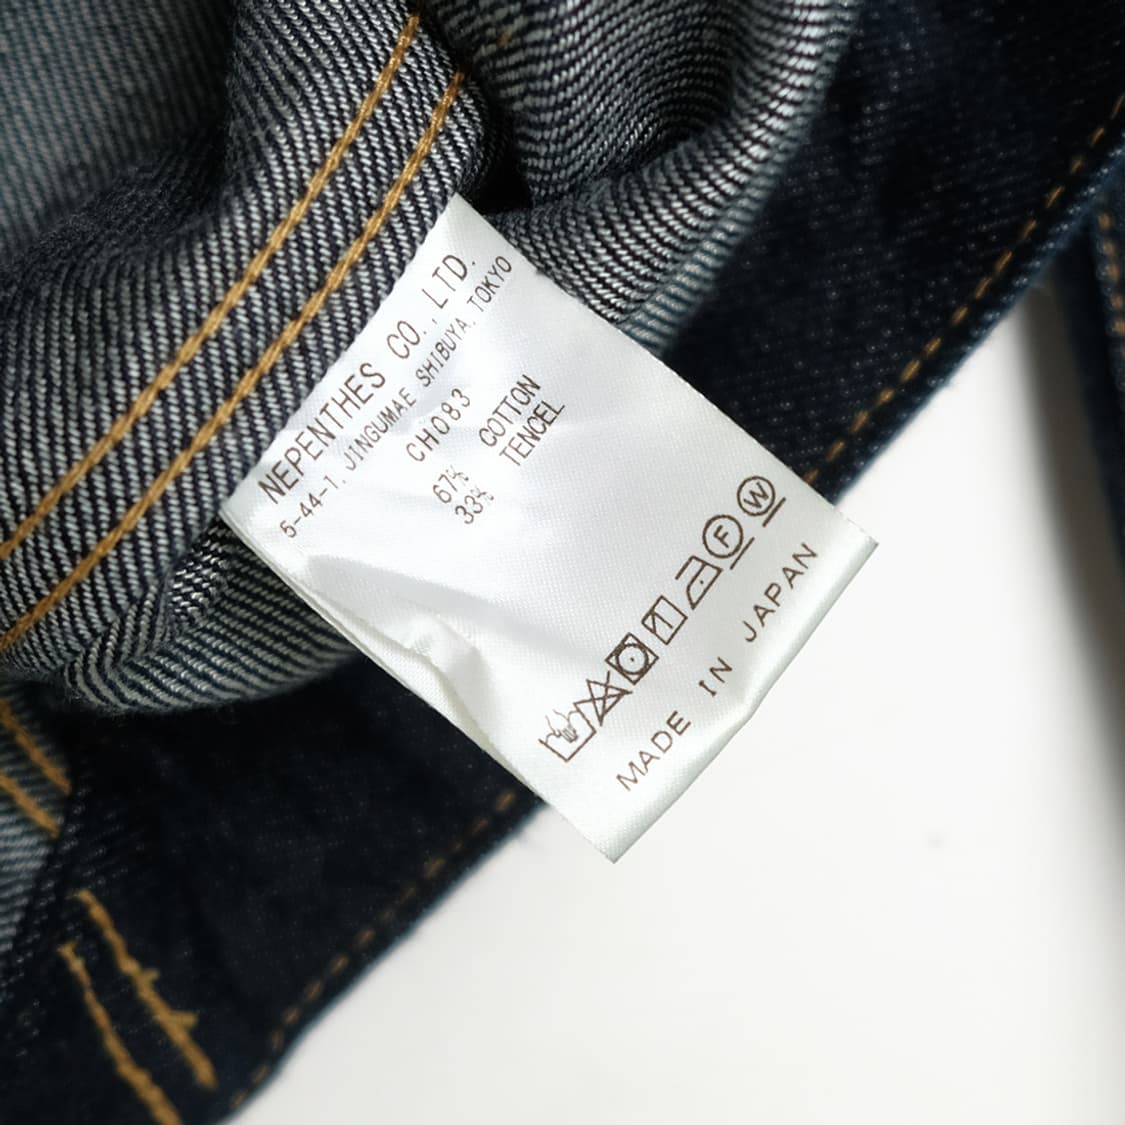 NEPENTHES CO., LTD.
5-44-1, JINGUMAE SHIBUYA, TOKYO
CH083
67% COTTON
33% TENCEL
F W
MADE IN JAPAN